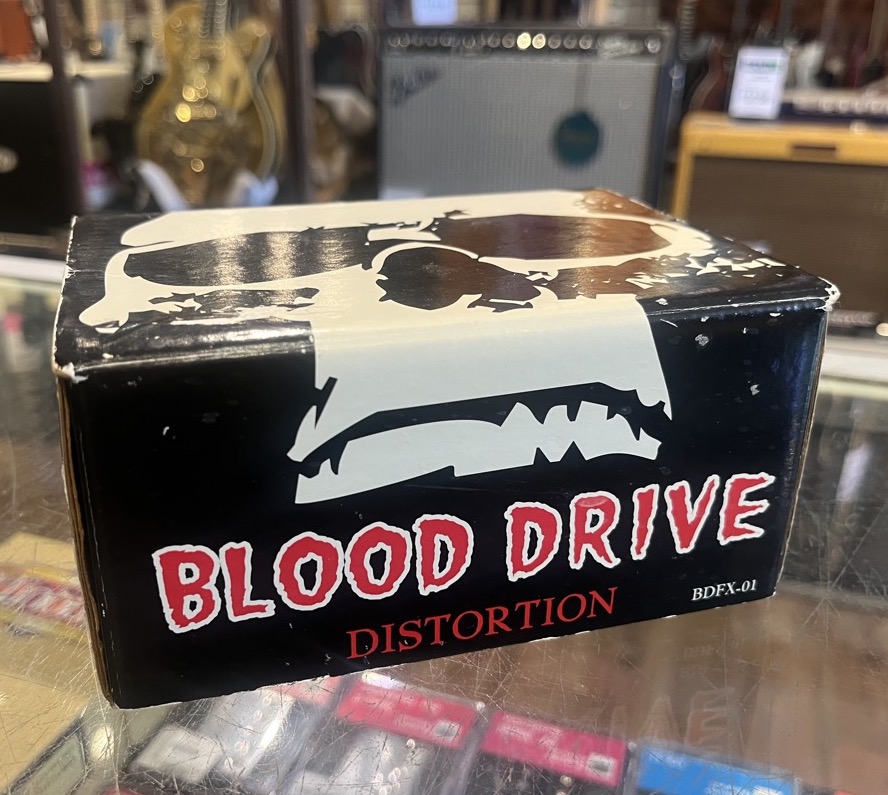 BLOOD DRIVE
DISTORTION
BDFX-01